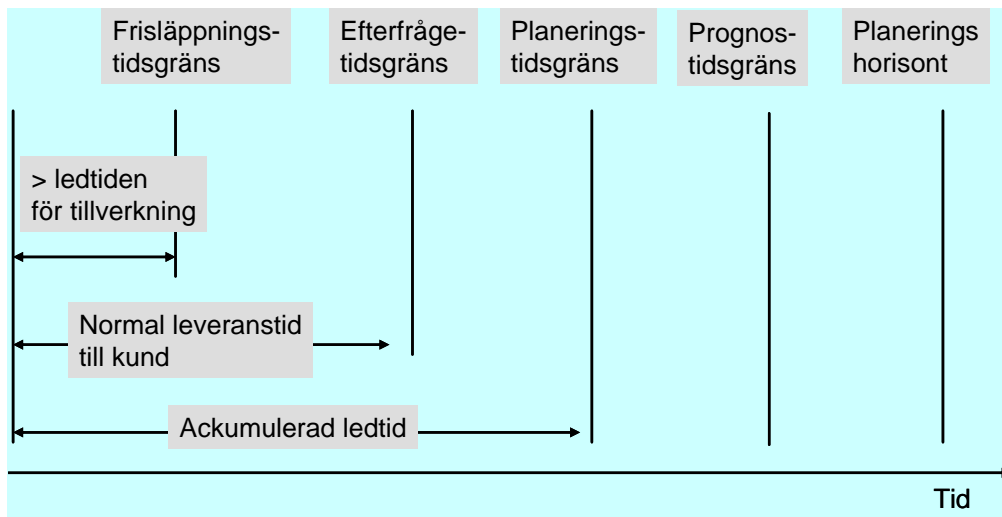 Frisläppnings-
tidsgräns
Efterfråge-
tidsgräns
Planerings-
tidsgräns
Prognos-
tidsgräns
Planerings
horisont
> ledtiden
för tillverkning
Normal leveranstid
till kund
Ackumulerad ledtid
Tid